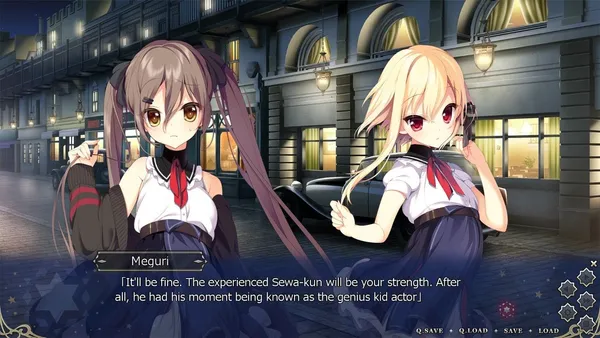 Meguri
「It'll be fine. The experienced Sewa-kun will be your strength. After
all, he had his moment being known as the genius kid actor」
Q.SAVE ✦ Q.LOAD ✦ SAVE ✦ LOAD